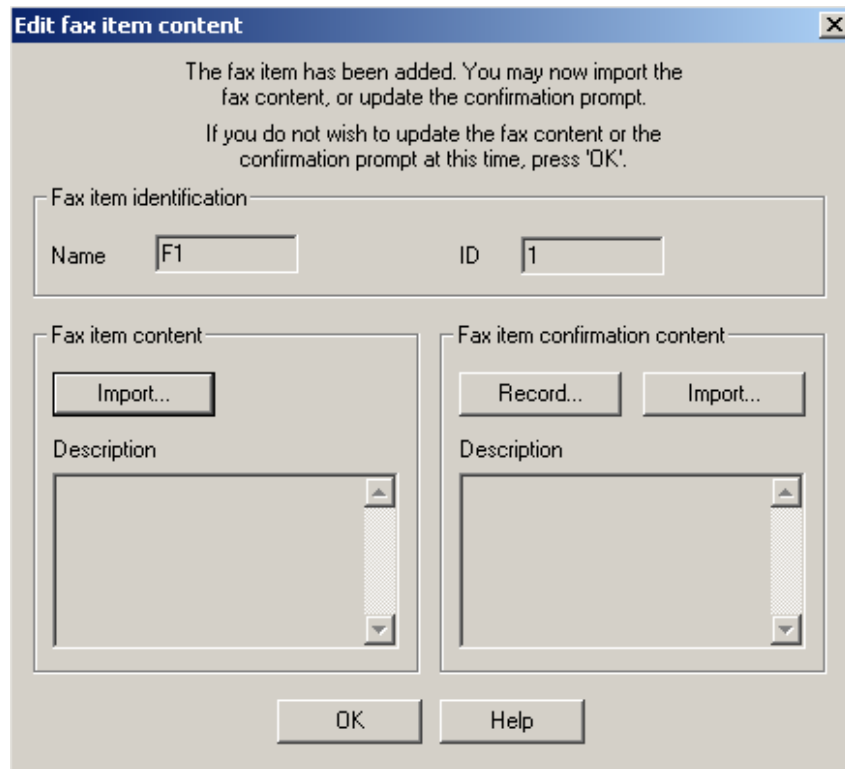 Edit fax item content
The fax item has been added. You may now import the
fax content, or update the confirmation prompt.
If you do not wish to update the fax content or the
confirmation prompt at this time, press 'OK'.
Fax item identification
Name F1 ID 1
Fax item content
Import...
Description
Fax item confirmation content
Record... Import...
Description
OK Help